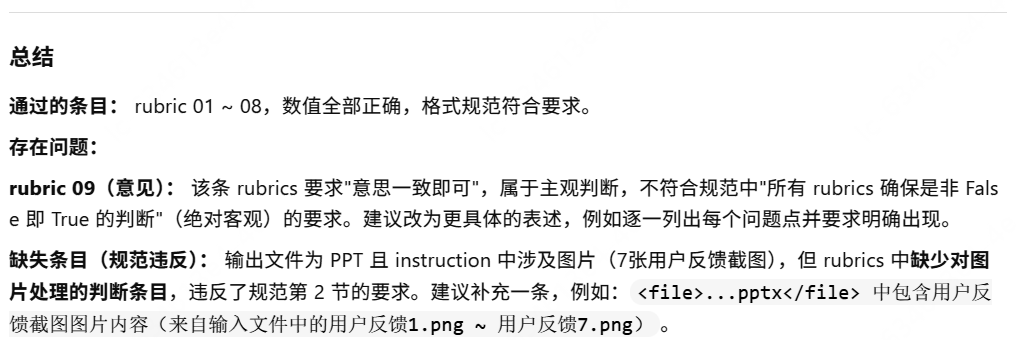 总结
通过的条目： rubric 01 ~ 08，数值全部正确，格式规范符合要求。
存在问题：
rubric 09（意见）： 该条 rubrics 要求"意思一致即可"，属于主观判断，不符合规范中"所有 rubrics 确保是非 Fals
e 即 True 的判断"（绝对客观）的要求。建议改为更具体的表述，例如逐一列出每个问题点并要求明确出现。
缺失条目（规范违反）： 输出文件为 PPT 且 instruction 中涉及图片（7张用户反馈截图），但 rubrics 中缺少对图
片处理的判断条目，违反了规范第 2 节的要求。建议补充一条，例如： <file>...pptx</file> 中包含用户反
馈截图图片内容（来自输入文件中的用户反馈1.png ~ 用户反馈7.png） 。